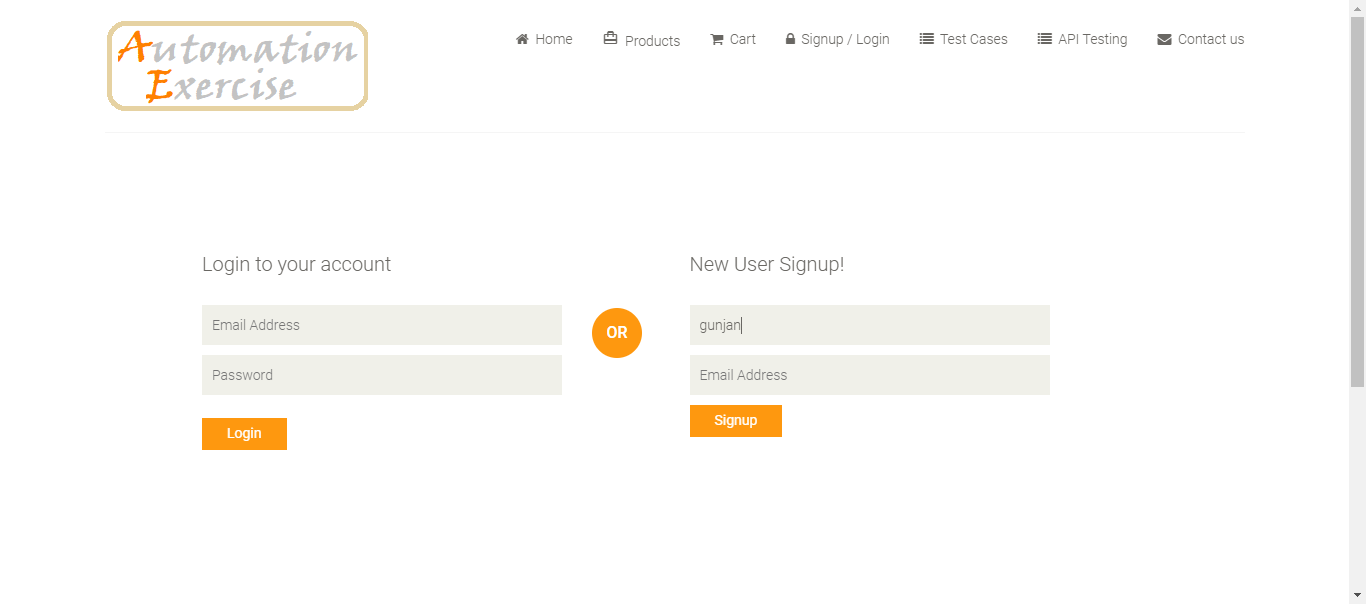 Automation
Exercise
Home Products Cart Signup / Login Test Cases API Testing Contact us
Login to your account
Email Address
Password
Login
OR
New User Signup!
gunjan
Email Address
Signup